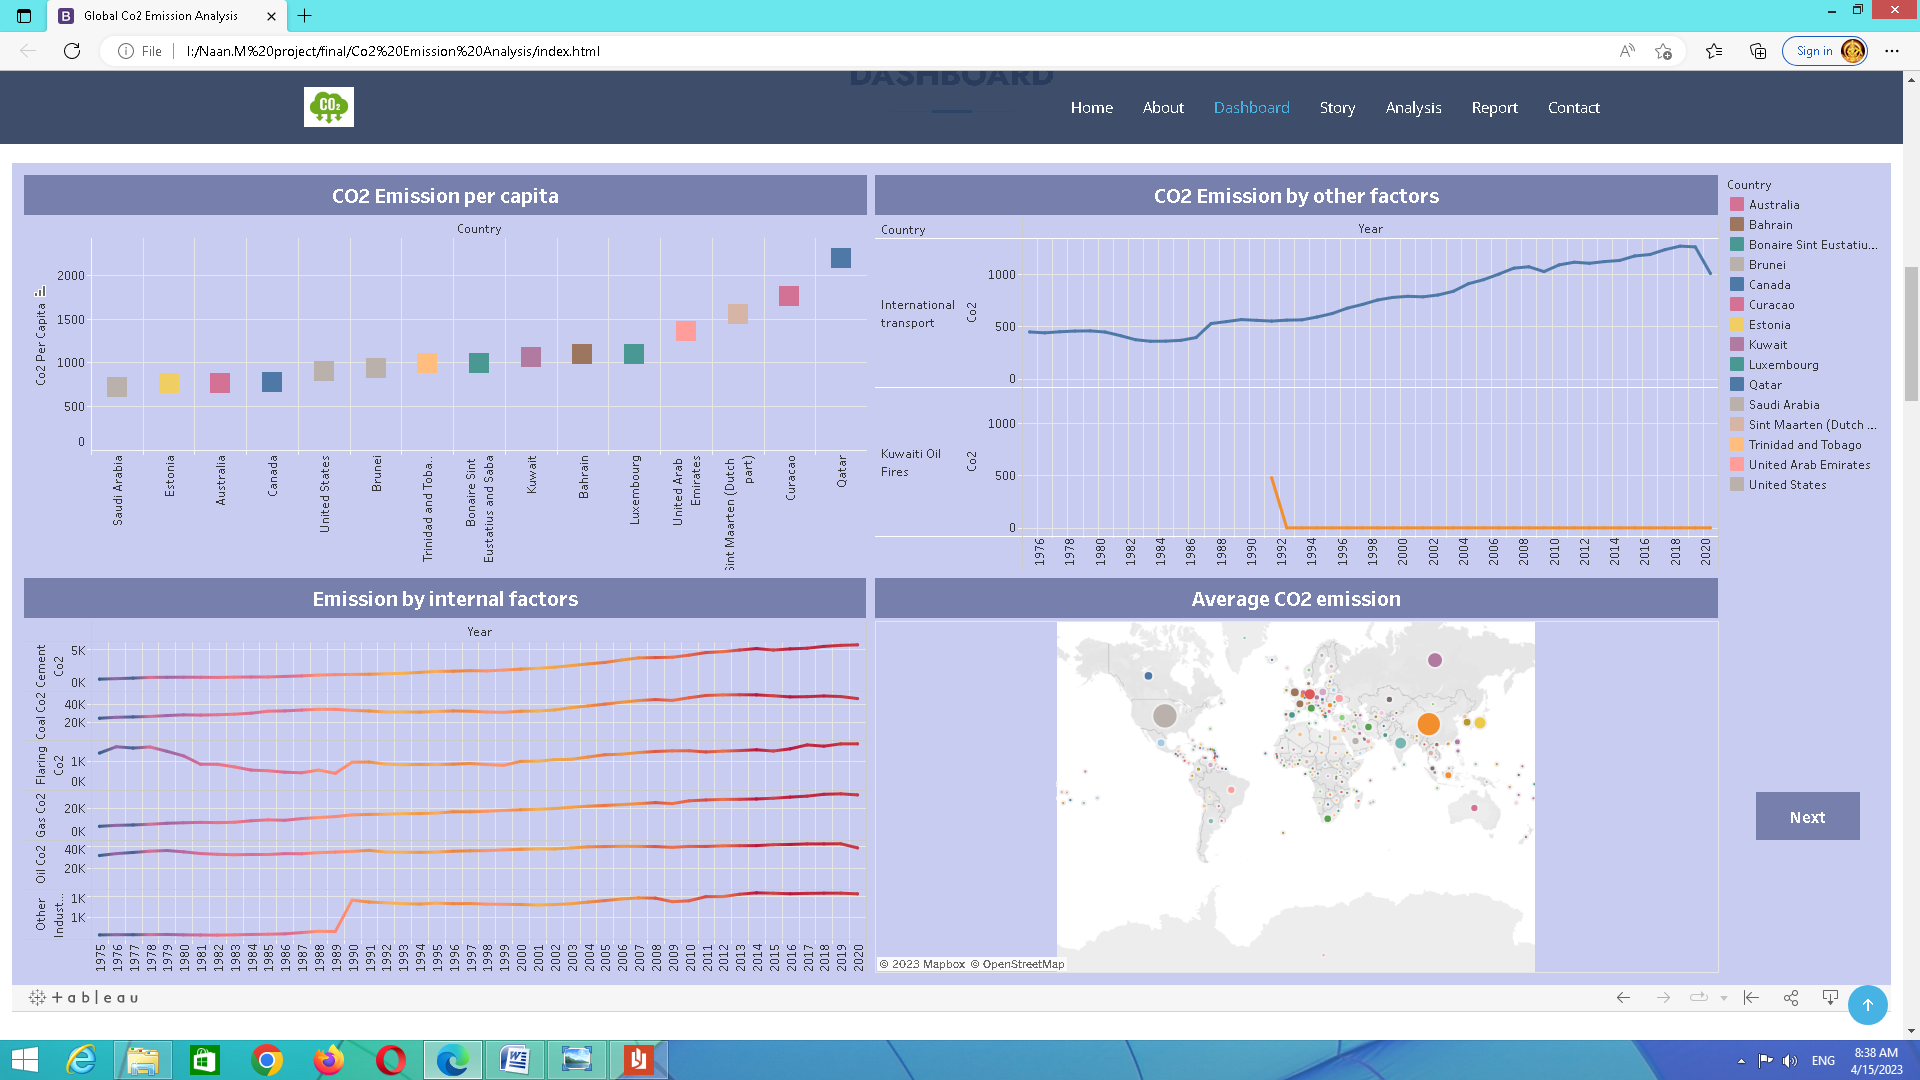 Global Co2 Emission Analysis
File
I:/Naan.M%20project/final/Co2%20Emission%20Analysis/index.html
Sign in
DASHBOARD
CO2
Home
About
Dashboard
Story
Analysis
Report
Contact
CO2 Emission per capita
Country
Co2 Per Capita
2000
1500
1000
500
0
Saudi Arabia
Estonia
Australia
Canada
United States
Brunei
Trinidad and Toba..
Bonaire Sint
Eustatius and Saba
Kuwait
Bahrain
Luxembourg
United Arab
Emirates
Sint Maarten (Dutch
part)
Curacao
Qatar
CO2 Emission by other factors
Country
Year
International
transport
Co2
1000
500
0
Kuwaiti Oil
Fires
Co2
1000
500
0
1976
1978
1980
1982
1984
1986
1988
1990
1992
1994
1996
1998
2000
2002
2004
2006
2008
2010
2012
2014
2016
2018
2020
Country
Australia
Bahrain
Bonaire Sint Eustatiu...
Brunei
Canada
Curacao
Estonia
Kuwait
Luxembourg
Qatar
Saudi Arabia
Sint Maarten (Dutch ...
Trinidad and Tobago
United Arab Emirates
United States
Emission by internal factors
Year
Cement
Co2
5K
0K
Coal Co2
40K
20K
Flaring
Co2
1K
0K
Gas Co2
20K
0K
Oil Co2
40K
20K
Other
Indust...
1K
1K
1975
1976
1977
1978
1979
1980
1981
1982
1983
1984
1985
1986
1987
1988
1989
1990
1991
1992
1993
1994
1995
1996
1997
1998
1999
2000
2001
2002
2003
2004
2005
2006
2007
2008
2009
2010
2011
2012
2013
2014
2015
2016
2017
2018
2019
2020
Average CO2 emission
© 2023 Mapbox © OpenStreetMap
Next
tableau
ENG
8:38 AM
4/15/2023